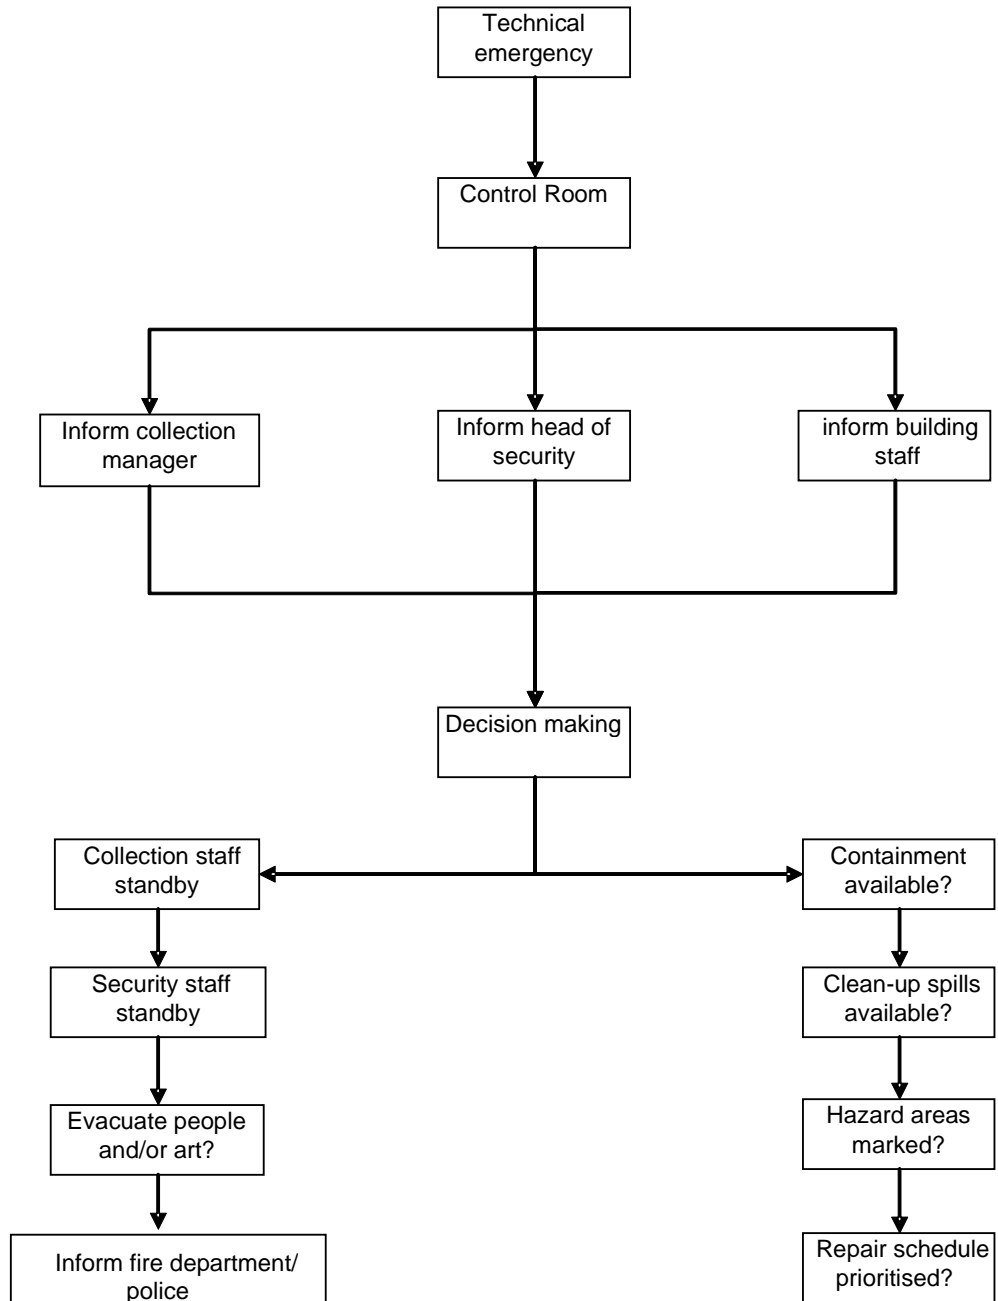 Technical
emergency
Control Room
Inform collection
manager
Inform head of
security
inform building
staff
Decision making
Collection staff
standby
Containment
available?
Security staff
standby
Clean-up spills
available?
Evacuate people
and/or art?
Hazard areas
marked?
Inform fire department/
police
Repair schedule
prioritised?